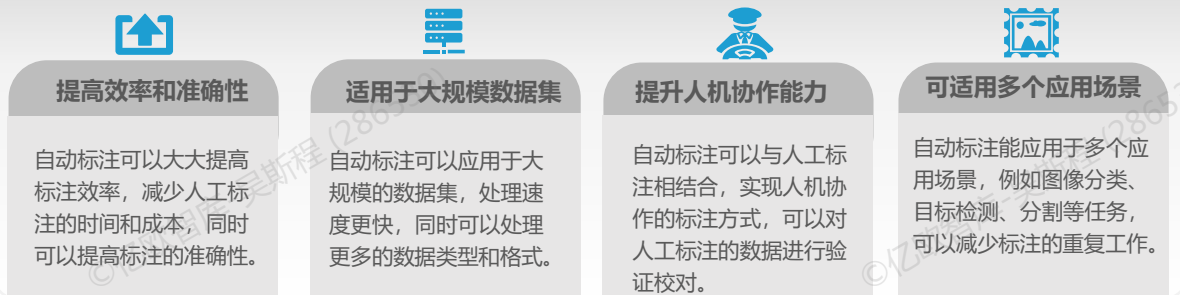 提高效率和准确性
自动标注可以大大提高
标注效率，减少人工标
注的时间和成本，同时
可以提高标注的准确性。
适用于大规模数据集
自动标注可以应用于大
规模的数据集，处理速
度更快，同时可以处理
更多的数据类型和格式。
提升人机协作能力
自动标注可以与人工标
注相结合，实现人机协
作的标注方式，可以对
人工标注的数据进行验
证校对。
可适用多个应用场景
自动标注能应用于多个应
用场景，例如图像分类、
目标检测、分割等任务，
可以减少标注的重复工作。